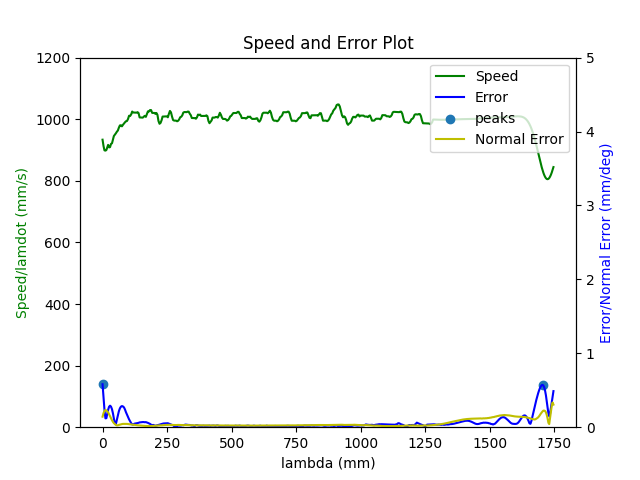 Speed and Error Plot
1200
1000
800
600
400
200
0
Speed/lamdot (mm/s)
5
4
3
2
1
0
Error/Normal Error (mm/deg)
Speed
Error
peaks
Normal Error
0 250 500 750 1000 1250 1500 1750
lambda (mm)